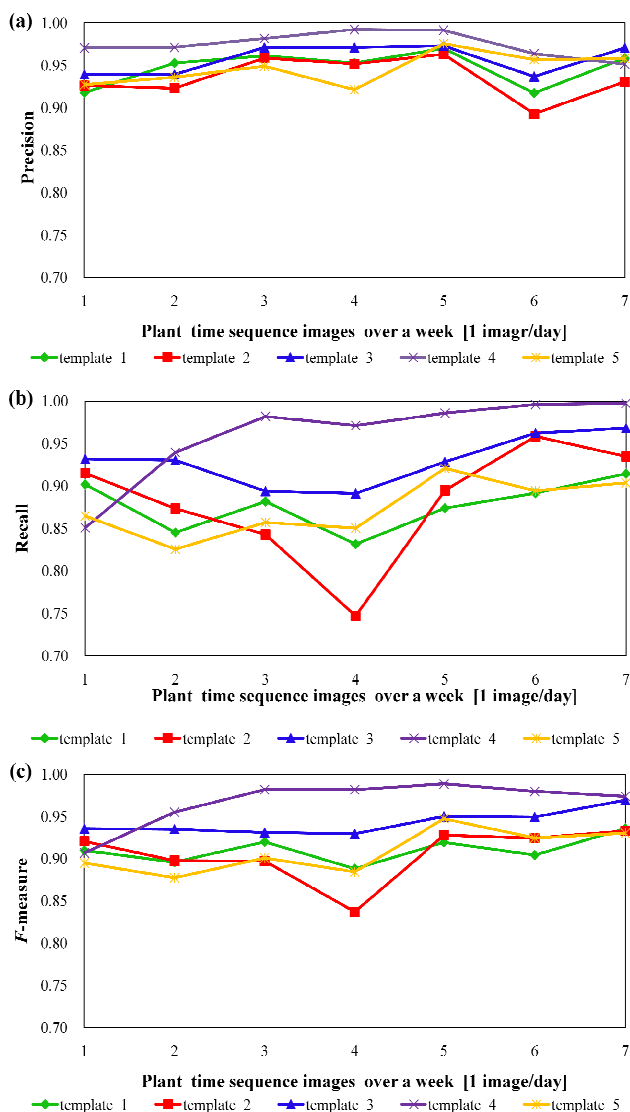 (a)
1.00
0.95
0.90
0.85
0.80
0.75
0.70
Precision
1 2 3 4 5 6 7
Plant time sequence images over a week [1 imagr/day]
template 1 template 2 template 3 template 4 template 5
(b)
1.00
0.95
0.90
0.85
0.80
0.75
0.70
Recall
1 2 3 4 5 6 7
Plant time sequence images over a week [1 image/day]
template 1 template 2 template 3 template 4 template 5
(c)
1.00
0.95
0.90
0.85
0.80
0.75
0.70
F-measure
1 2 3 4 5 6 7
Plant time sequence images over a week [1 image/day]
template 1 template 2 template 3 template 4 template 5